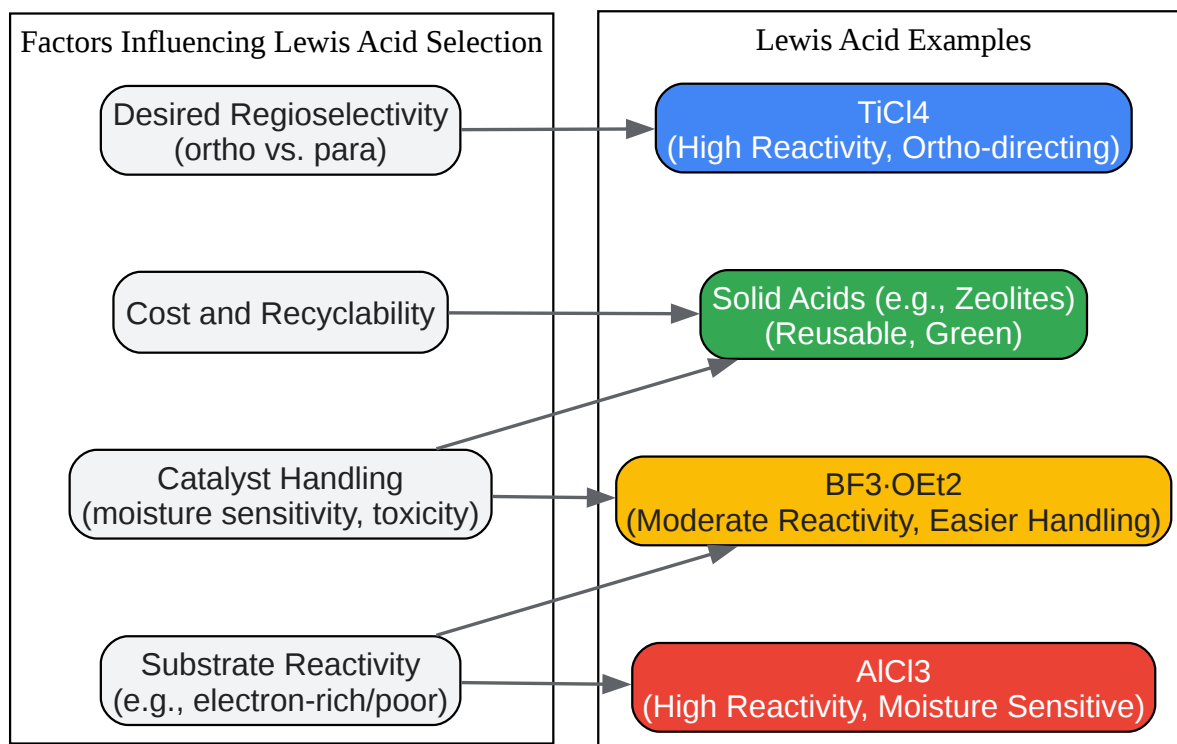 Factors Influencing Lewis Acid Selection
Desired Regioselectivity
(ortho vs. para)
Cost and Recyclability
Catalyst Handling
(moisture sensitivity, toxicity)
Substrate Reactivity
(e.g., electron-rich/poor)
Lewis Acid Examples
TiCl4
(High Reactivity, Ortho-directing)
Solid Acids (e.g., Zeolites)
(Reusable, Green)
BF3·OEt2
(Moderate Reactivity, Easier Handling)
AlCl3
(High Reactivity, Moisture Sensitive)